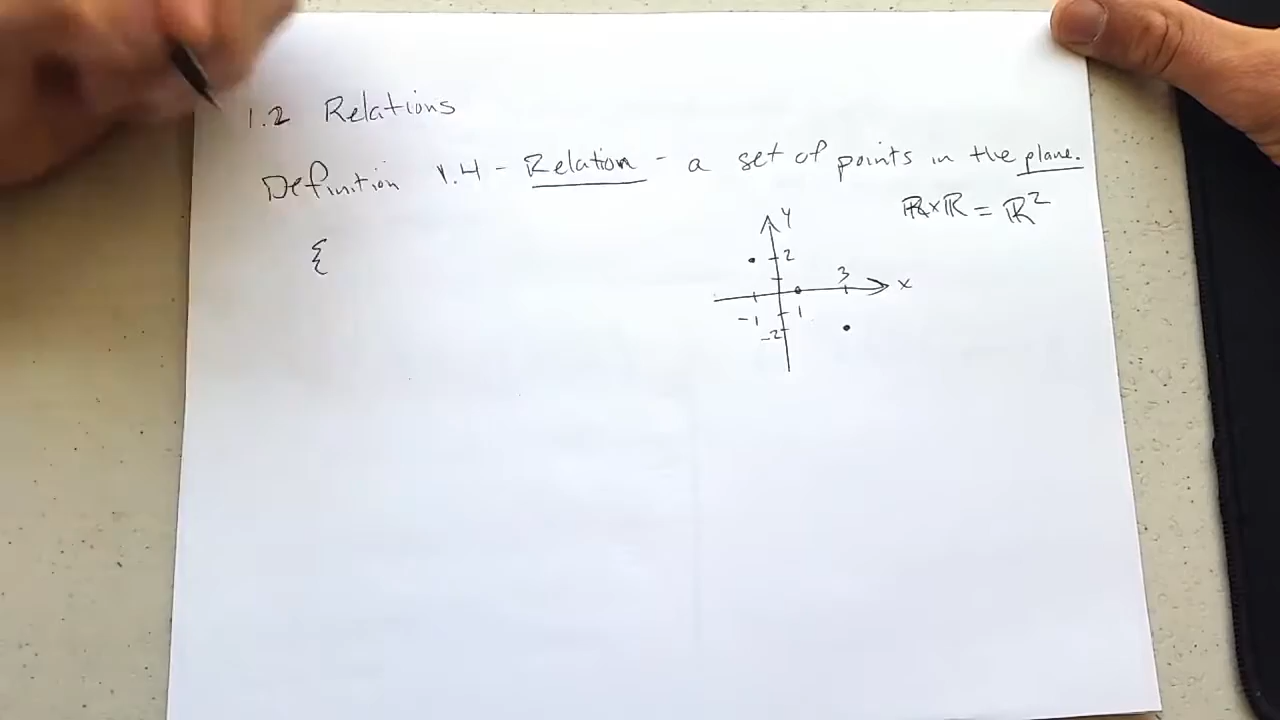 1.2 Relations
Definition 1.4 - Relation - a set of points in the plane.
ℝ×ℝ = ℝ²
{
y
2
3
x
-1
1
-2